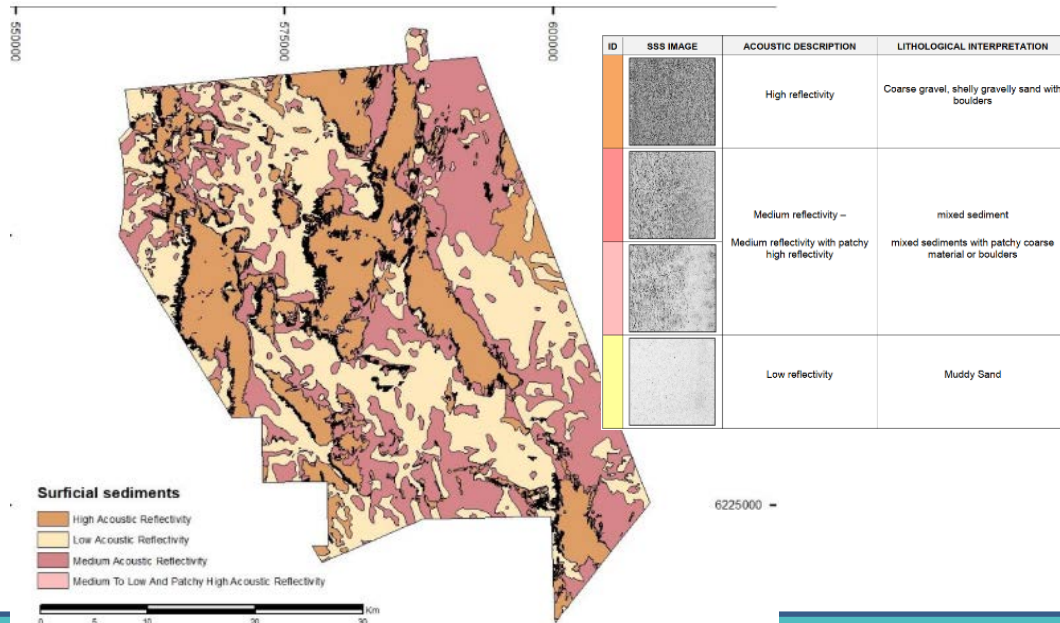 550000
575000
600000
ID SSS IMAGE ACOUSTIC DESCRIPTION LITHOLOGICAL INTERPRETATION
High reflectivity
Coarse gravel, shelly gravelly sand with
boulders
Medium reflectivity –
Medium reflectivity with patchy
high reflectivity
mixed sediment
mixed sediments with patchy coarse
material or boulders
Low reflectivity
Muddy Sand
6225000
Surficial sediments
High Acoustic Reflectivity
Low Acoustic Reflectivity
Medium Acoustic Reflectivity
Medium To Low And Patchy High Acoustic Reflectivity
Km
0 5 10 20 30